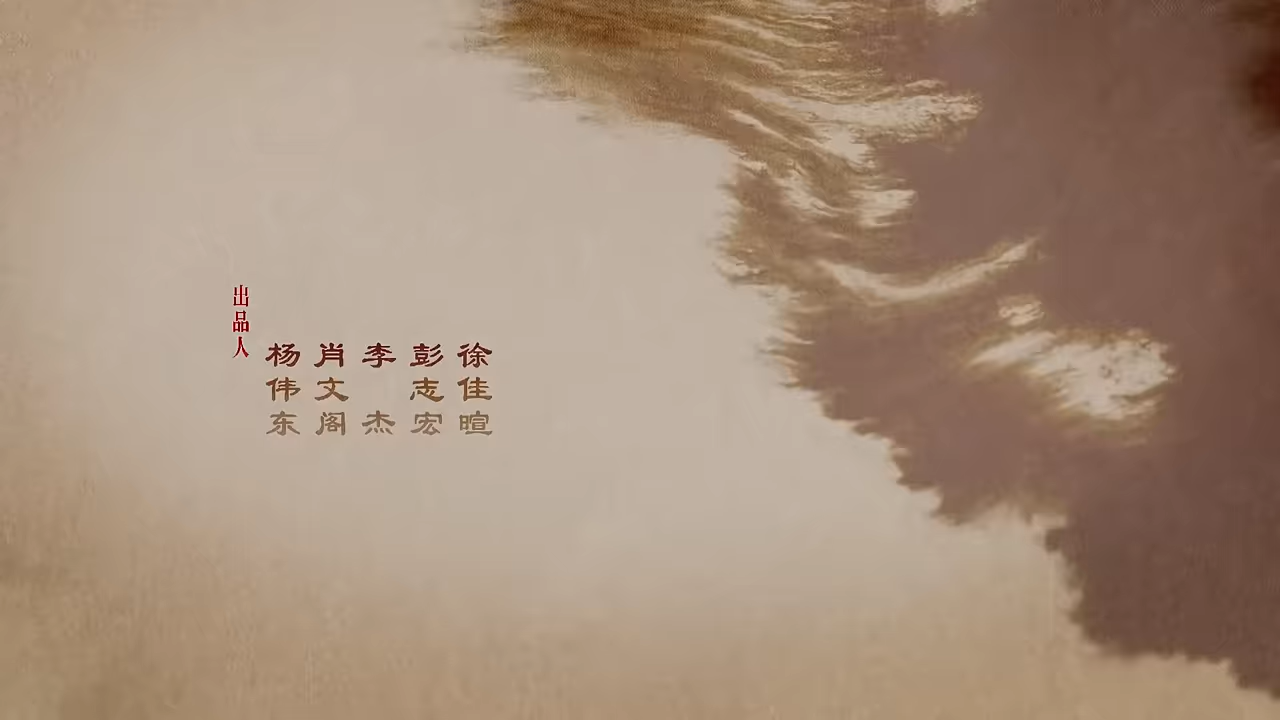 出品人
杨伟东
肖文阁
李杰
彭志宏
徐佳暄